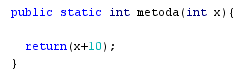 public static int metoda(int x){
return(x+10);
}